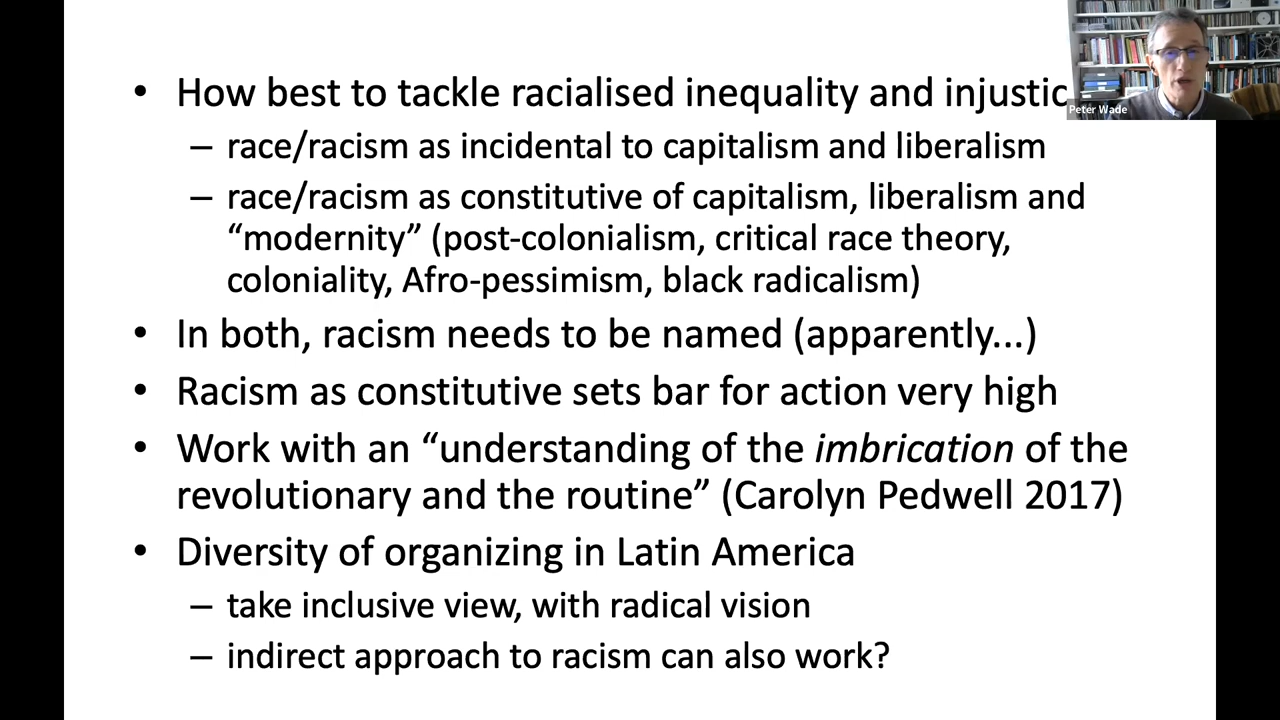 • How best to tackle racialised inequality and injustic
– race/racism as incidental to capitalism and liberalism
– race/racism as constitutive of capitalism, liberalism and
“modernity” (post-colonialism, critical race theory,
coloniality, Afro-pessimism, black radicalism)
• In both, racism needs to be named (apparently...)
• Racism as constitutive sets bar for action very high
• Work with an “understanding of the imbrication of the
revolutionary and the routine” (Carolyn Pedwell 2017)
• Diversity of organizing in Latin America
– take inclusive view, with radical vision
– indirect approach to racism can also work?
Peter Wade